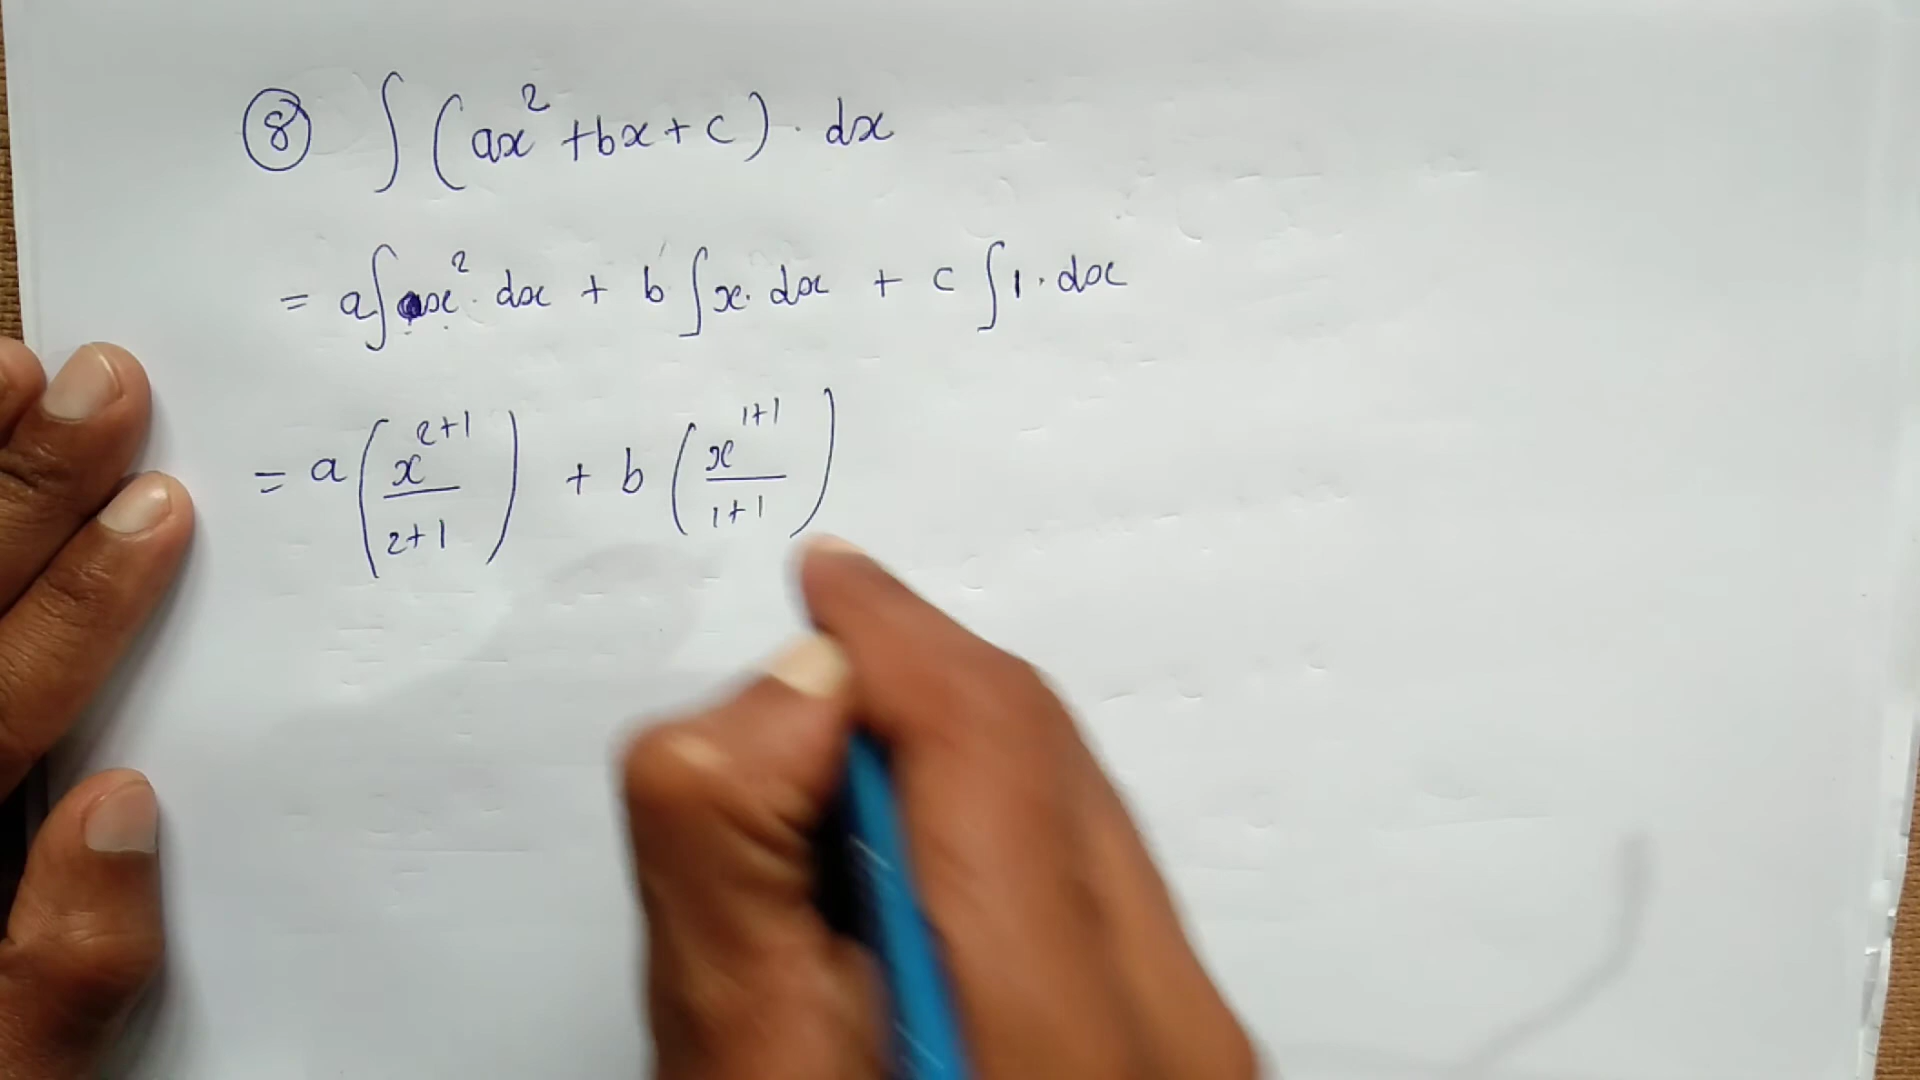 ⑧ ∫ (ax² + bx + c) · dx
= a∫ x² · dx + b ∫ x · dx + c ∫ 1 · dx
= a (x^(2+1) / (2+1)) + b (x^(1+1) / (1+1))